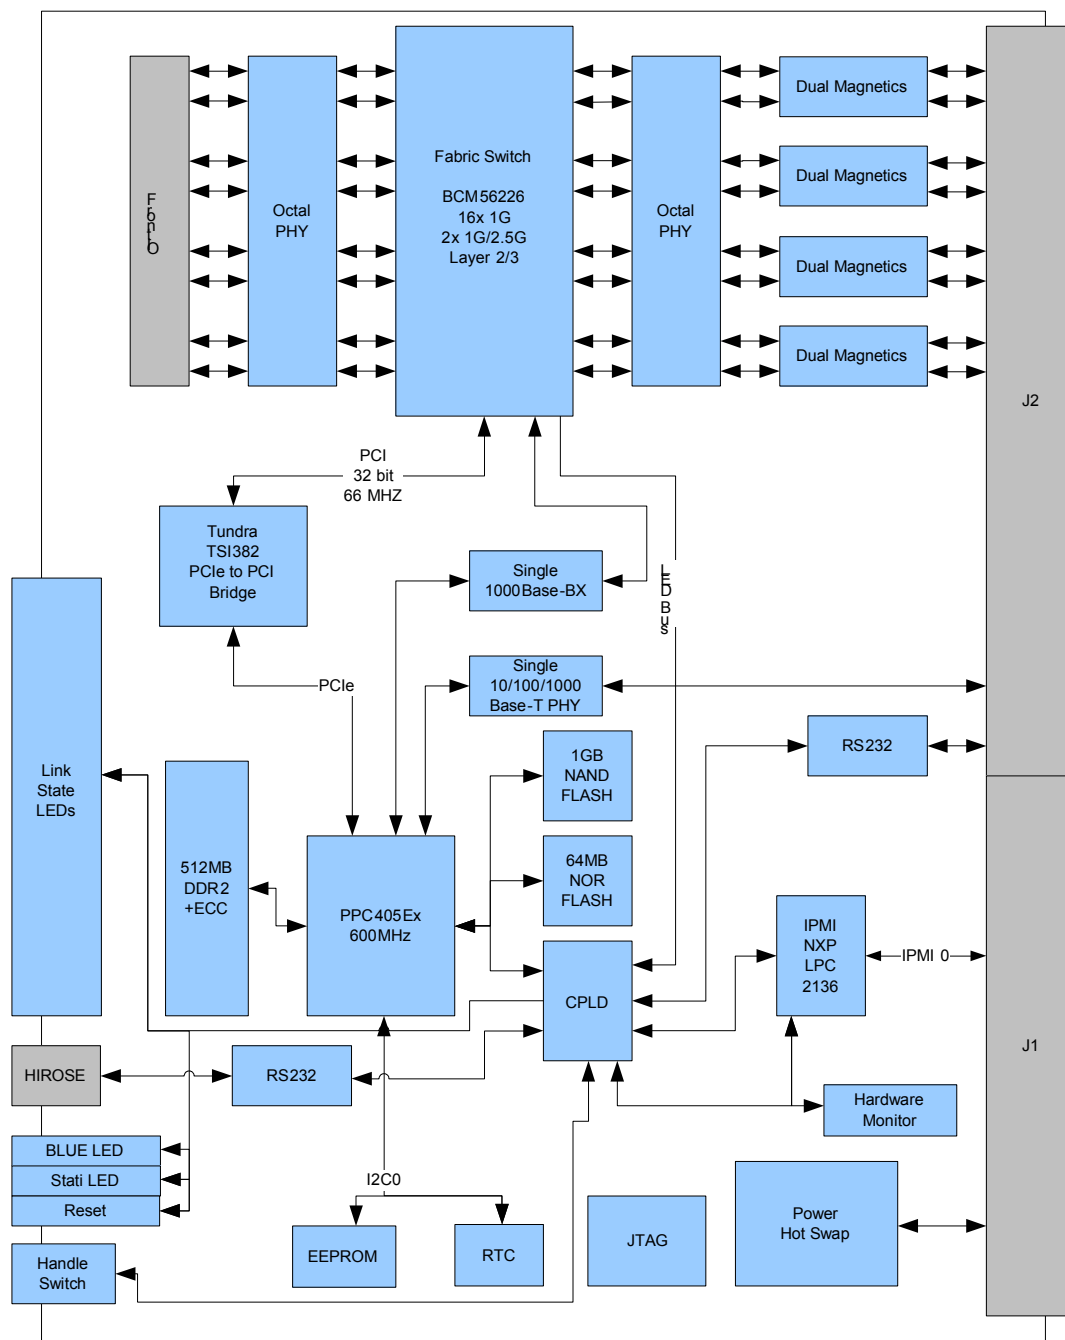 Front IO
Octal
PHY
Fabric Switch
BCM56226
16x 1G
2x 1G/2.5G
Layer 2/3
Octal
PHY
Dual Magnetics
Dual Magnetics
Dual Magnetics
Dual Magnetics
J2
PCI
32 bit
66 MHZ
Tundra
TSI382
PCIe to PCI
Bridge
Single
1000Base-BX
LED Bus
PCIe
Single
10/100/1000
Base-T PHY
RS232
Link
State
LEDs
1GB
NAND
FLASH
512MB
DDR2
+ECC
64MB
NOR
FLASH
PPC405Ex
600MHz
IPMI
NXP
LPC
2136
IPMI 0
CPLD
J1
HIROSE
RS232
Hardware
Monitor
BLUE LED
Stati LED
Reset
I2C0
EEPROM
RTC
JTAG
Power
Hot Swap
Handle
Switch